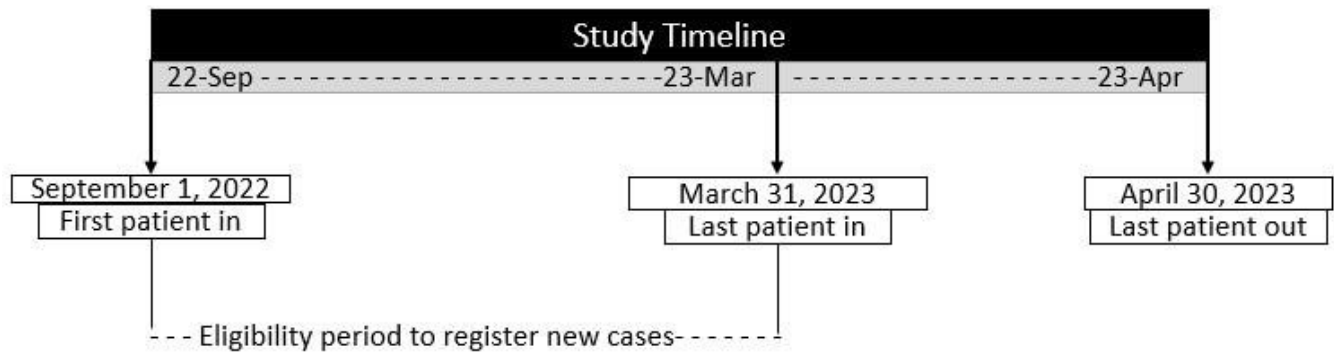 Study Timeline
22-Sep - - - - - - - - - - - - - - - - - - - - - - - - -23-Mar - - - - - - - - - - - - - - - - - - -23-Apr
September 1, 2022
First patient in
March 31, 2023
Last patient in
April 30, 2023
Last patient out
- - - Eligibility period to register new cases- - - - - - -